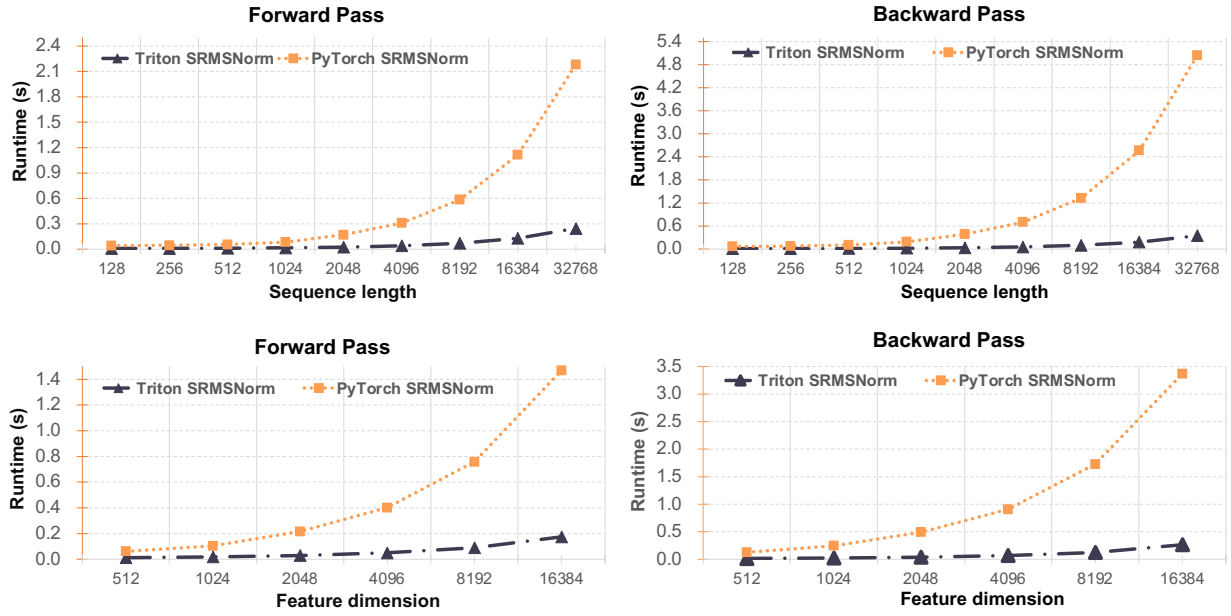 Forward Pass
Triton SRMSNorm PyTorch SRMSNorm
Runtime (s)
2.4
2.1
1.8
1.5
1.2
0.9
0.6
0.3
0.0
128 256 512 1024 2048 4096 8192 16384 32768
Sequence length
Backward Pass
Triton SRMSNorm PyTorch SRMSNorm
Runtime (s)
5.4
4.8
4.2
3.6
3.0
2.4
1.8
1.2
0.6
0.0
128 256 512 1024 2048 4096 8192 16384 32768
Sequence length
Forward Pass
Triton SRMSNorm PyTorch SRMSNorm
Runtime (s)
1.4
1.2
1.0
0.8
0.6
0.4
0.2
0.0
512 1024 2048 4096 8192 16384
Feature dimension
Backward Pass
Triton SRMSNorm PyTorch SRMSNorm
Runtime (s)
3.5
3.0
2.5
2.0
1.5
1.0
0.5
0.0
512 1024 2048 4096 8192 16384
Feature dimension